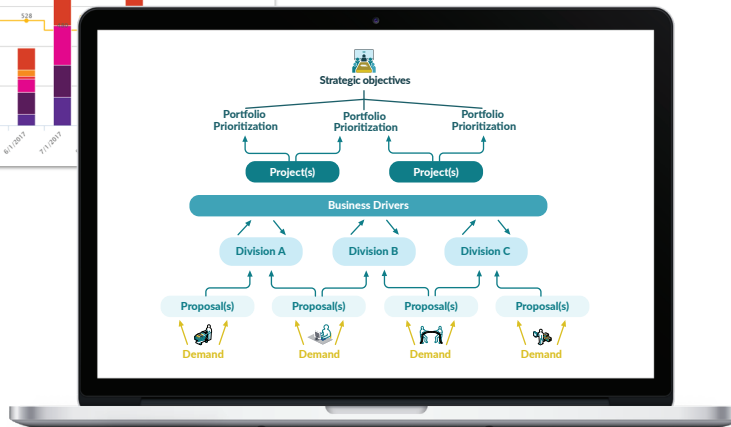 528
6/1/2017
7/1/2017
Strategic objectives
Portfolio
Prioritization
Portfolio
Prioritization
Portfolio
Prioritization
Project(s)
Project(s)
Business Drivers
Division A
Division B
Division C
Proposal(s)
Proposal(s)
Proposal(s)
Proposal(s)
Demand
Demand
Demand
Demand